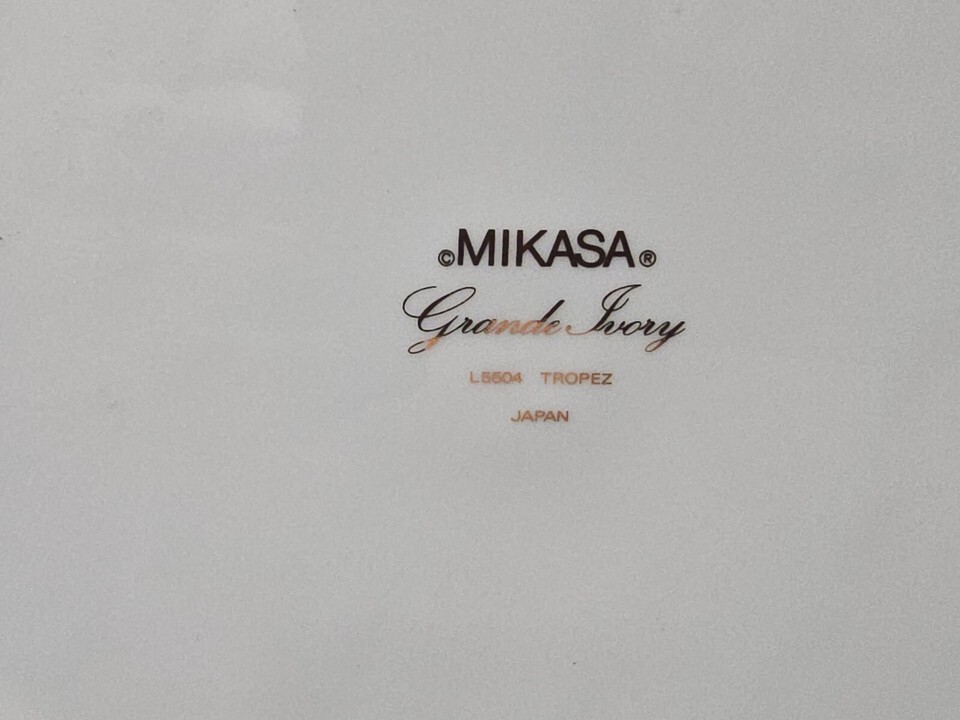 ©MIKASA®
Grande Ivory
L5504 TROPEZ
JAPAN